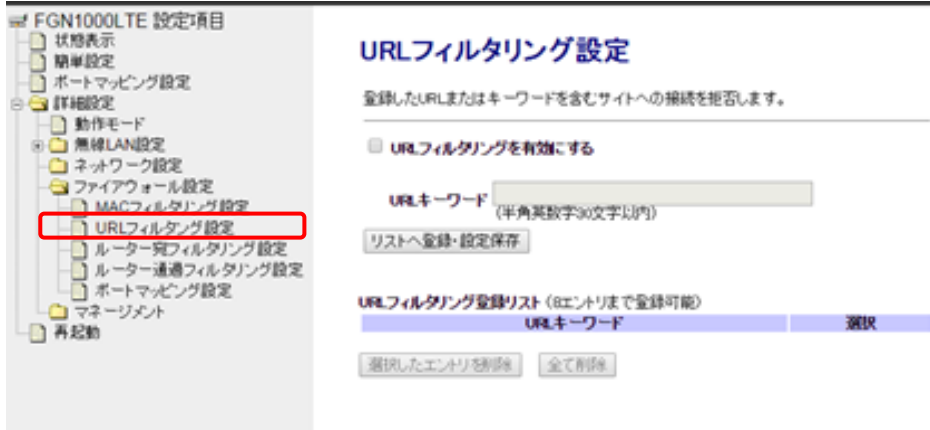 FGN1000LTE 設定項目
状態表示
簡単設定
ポートマッピング設定
詳細設定
動作モード
無線LAN設定
ネットワーク設定
ファイアウォール設定
MACフィルタリング設定
URLフィルタング設定
ルーター宛フィルタリング設定
ルーター通過フィルタリング設定
ポートマッピング設定
マネージメント
再起動
URLフィルタリング設定
登録したURLまたはキーワードを含むサイトへの接続を拒否します。
URLフィルタリングを有効にする
URLキーワード
(半角英数字30文字以内)
リストへ登録・設定保存
URLフィルタリング登録リスト (8エントリまで登録可能)
URLキーワード 選択
選択したエントリを削除 全て削除